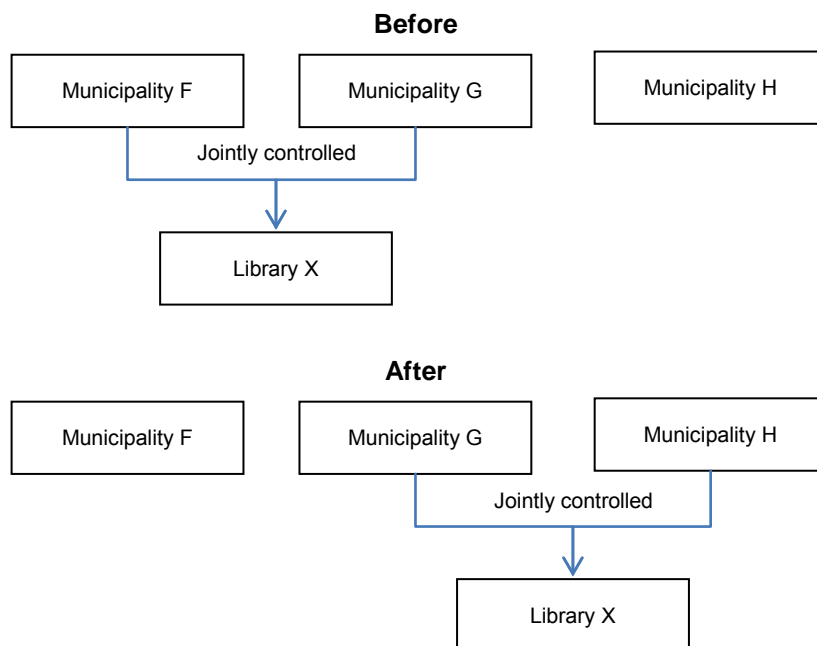 Before
Municipality F
Municipality G
Municipality H
Jointly controlled
Library X
After
Municipality F
Municipality G
Municipality H
Jointly controlled
Library X